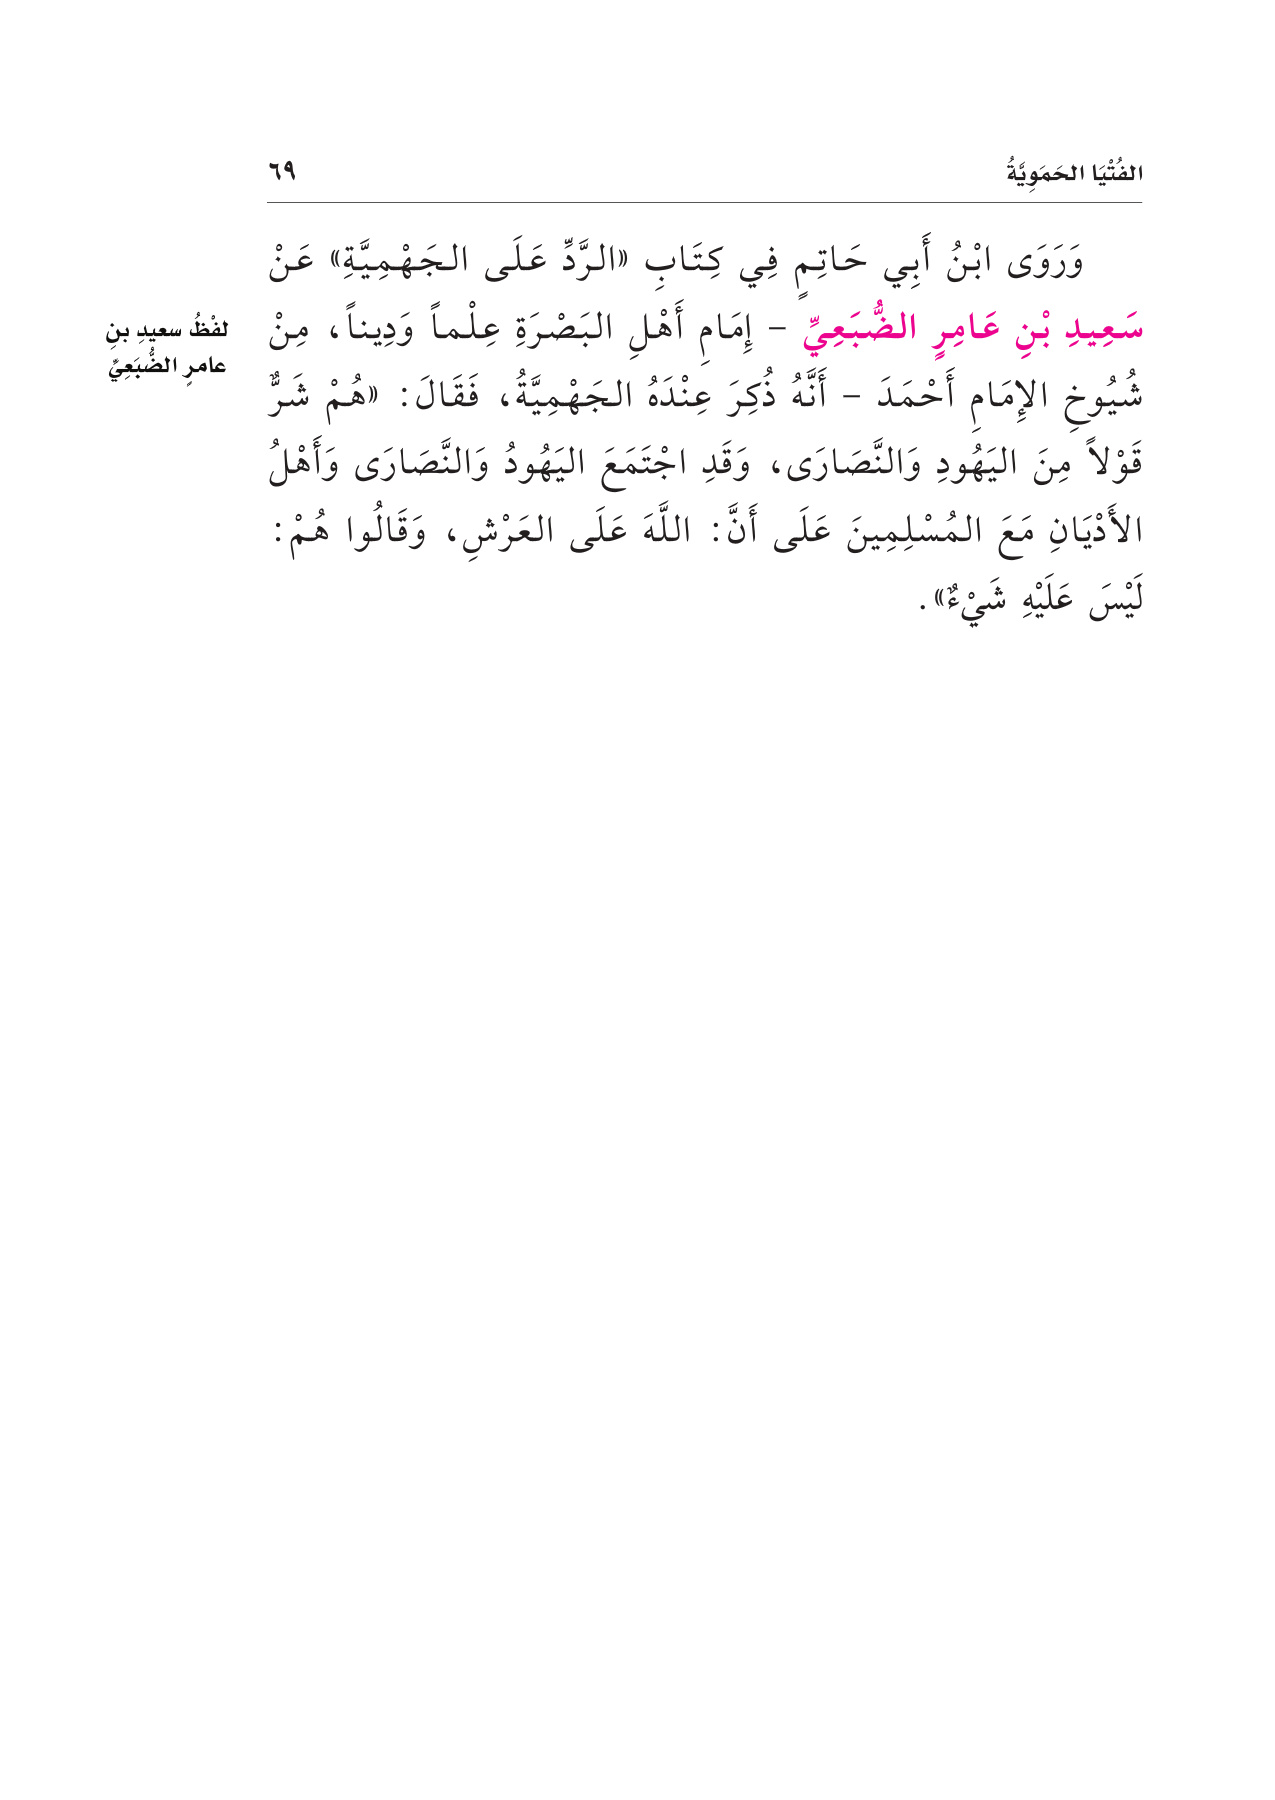 الفُتْيَا الحَمَوِيَّةُ
٦٩
وَرَوَى ابْنُ أَبِي حَاتِمٍ فِي كِتَابِ «الرَّدِّ عَلَى الجَهْمِيَّةِ» عَنْ
سَعِيدِ بْنِ عَامِرٍ الضُّبَعِيِّ – إِمَامِ أَهْلِ البَصْرَةِ عِلْماً وَدِيناً، مِنْ
شُيُوخِ الإِمَامِ أَحْمَدَ – أَنَّهُ ذُكِرَ عِنْدَهُ الجَهْمِيَّةُ، فَقَالَ: «هُمْ شَرٌّ
قَوْلاً مِنَ اليَهُودِ وَالنَّصَارَى، وَقَدِ اجْتَمَعَ اليَهُودُ وَالنَّصَارَى وَأَهْلُ
الأَدْيَانِ مَعَ المُسْلِمِينَ عَلَى أَنَّ: اللَّهَ عَلَى العَرْشِ، وَقَالُوا هُمْ:
لَيْسَ عَلَيْهِ شَيْءٌ».
لفْظُ سعيدِ بنِ
عامرٍ الضُّبَعِيِّ